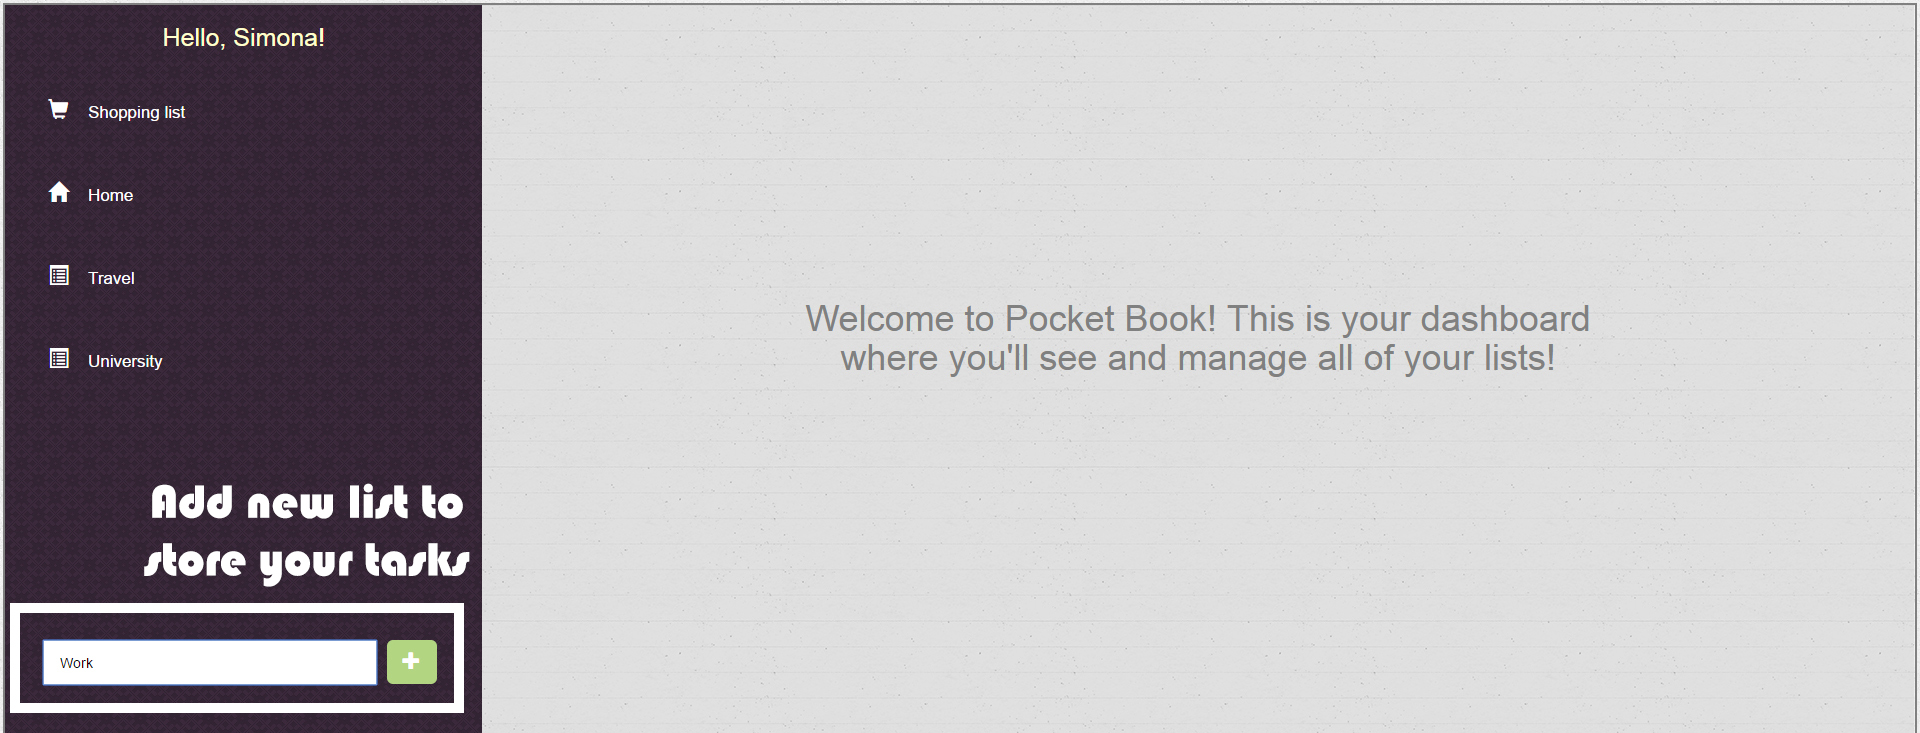 Hello, Simona!
Shopping list
Home
Travel
University
Add new list to
store your tasks
Work
Welcome to Pocket Book! This is your dashboard
where you'll see and manage all of your lists!